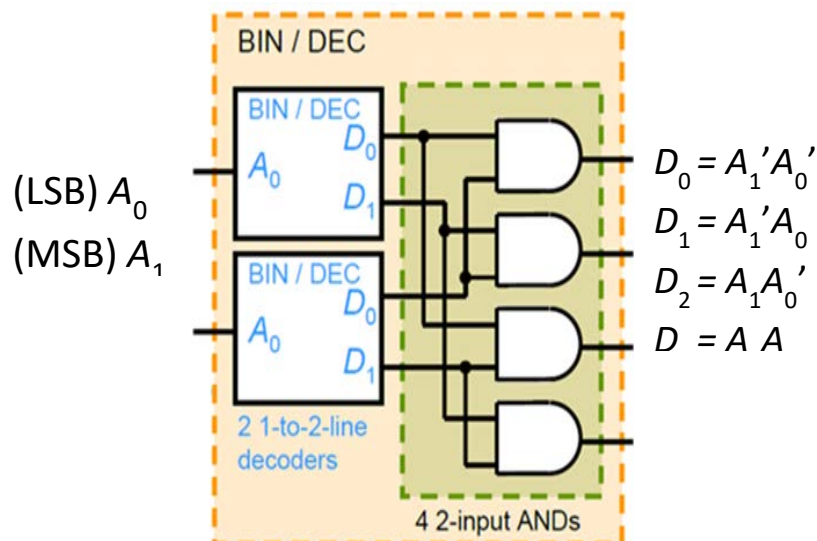 BIN / DEC
BIN / DEC
D₀
A₀
D₁
(LSB) A₀
(MSB) A₁
BIN / DEC
D₀
A₀
D₁
2 1-to-2-line
decoders
4 2-input ANDs
D₀ = A₁’A₀’
D₁ = A₁’A₀
D₂ = A₁A₀’
D = A A